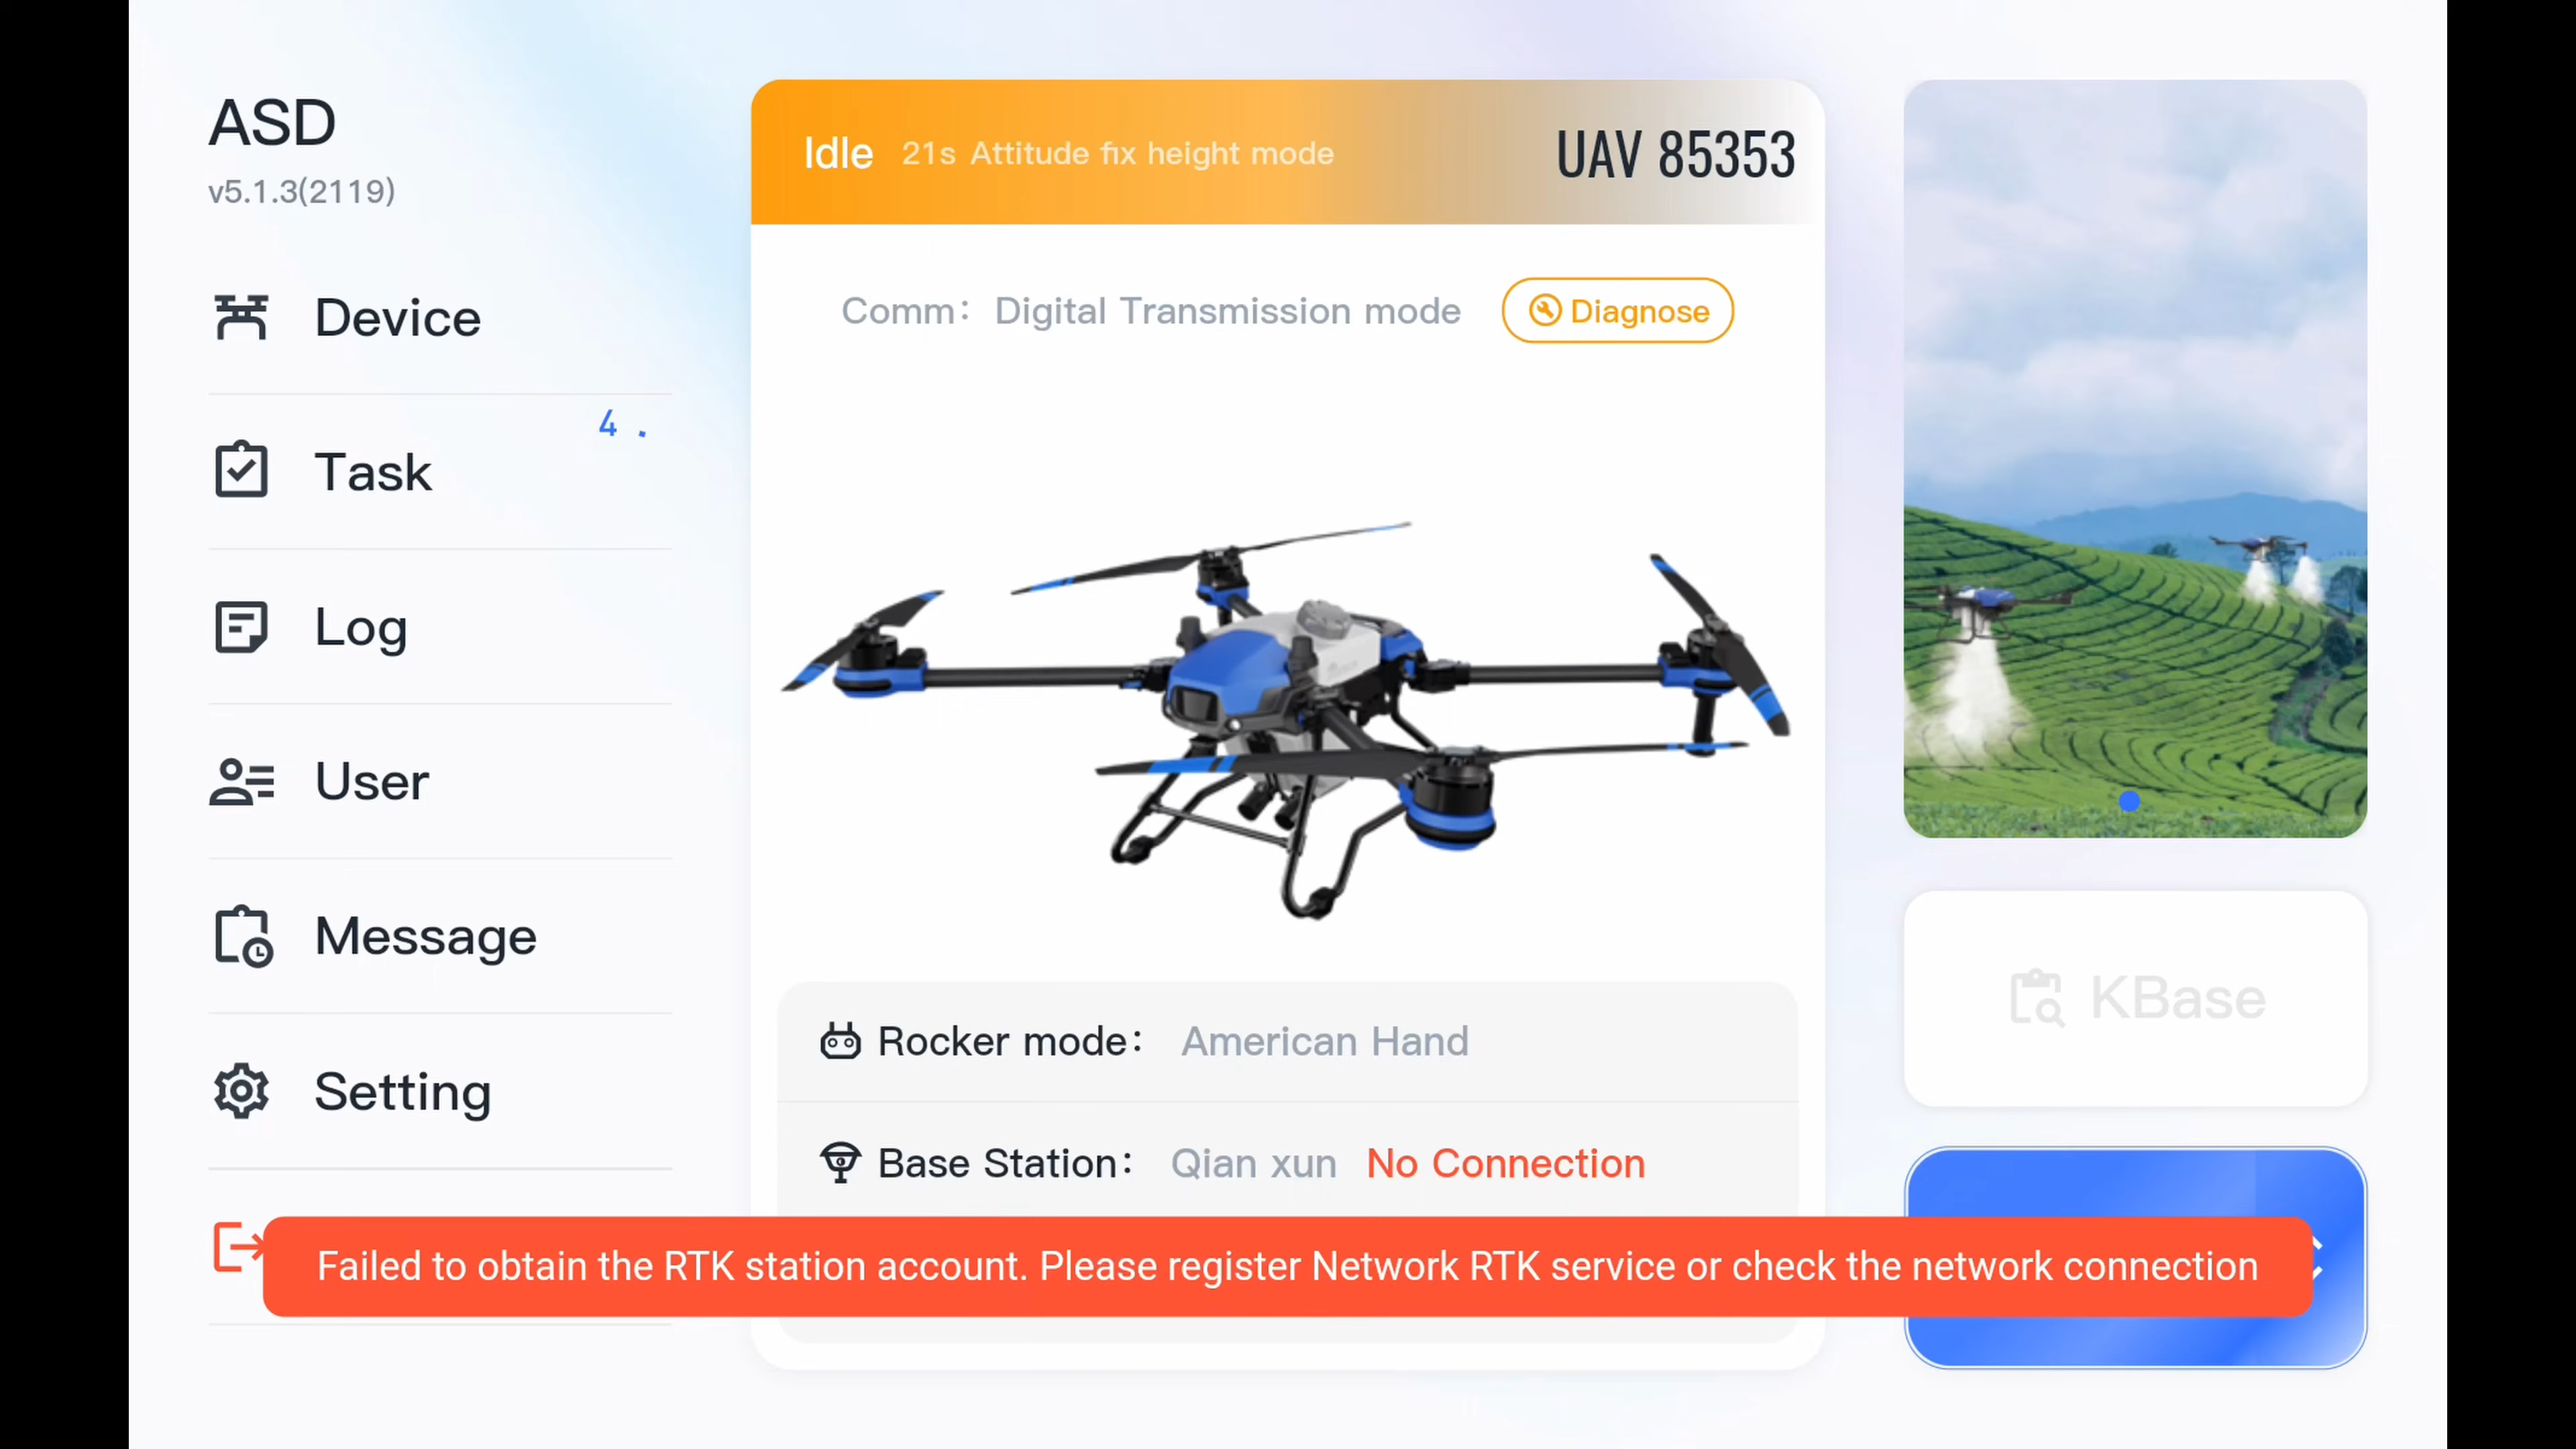 ASD
v5.1.3(2119)
Device
4 .
Task
Log
User
Message
Setting
Idle 21s Attitude fix height mode UAV 85353
Comm: Digital Transmission mode Diagnose
Rocker mode: American Hand
Base Station: Qian xun No Connection
KBase
Failed to obtain the RTK station account. Please register Network RTK service or check the network connection